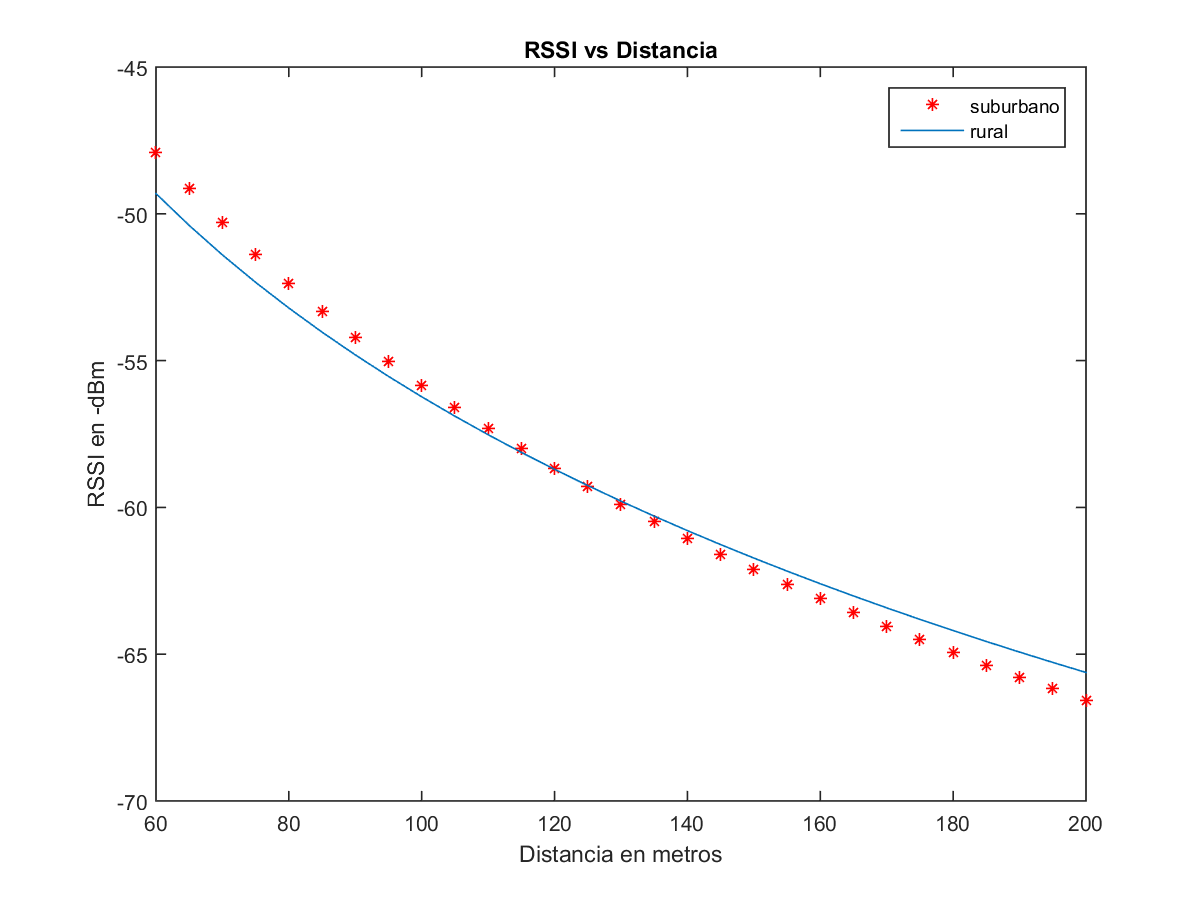 RSSI vs Distancia
suburbano
rural
-45
-50
-55
-60
-65
-70
RSSI en -dBm
60 80 100 120 140 160 180 200
Distancia en metros